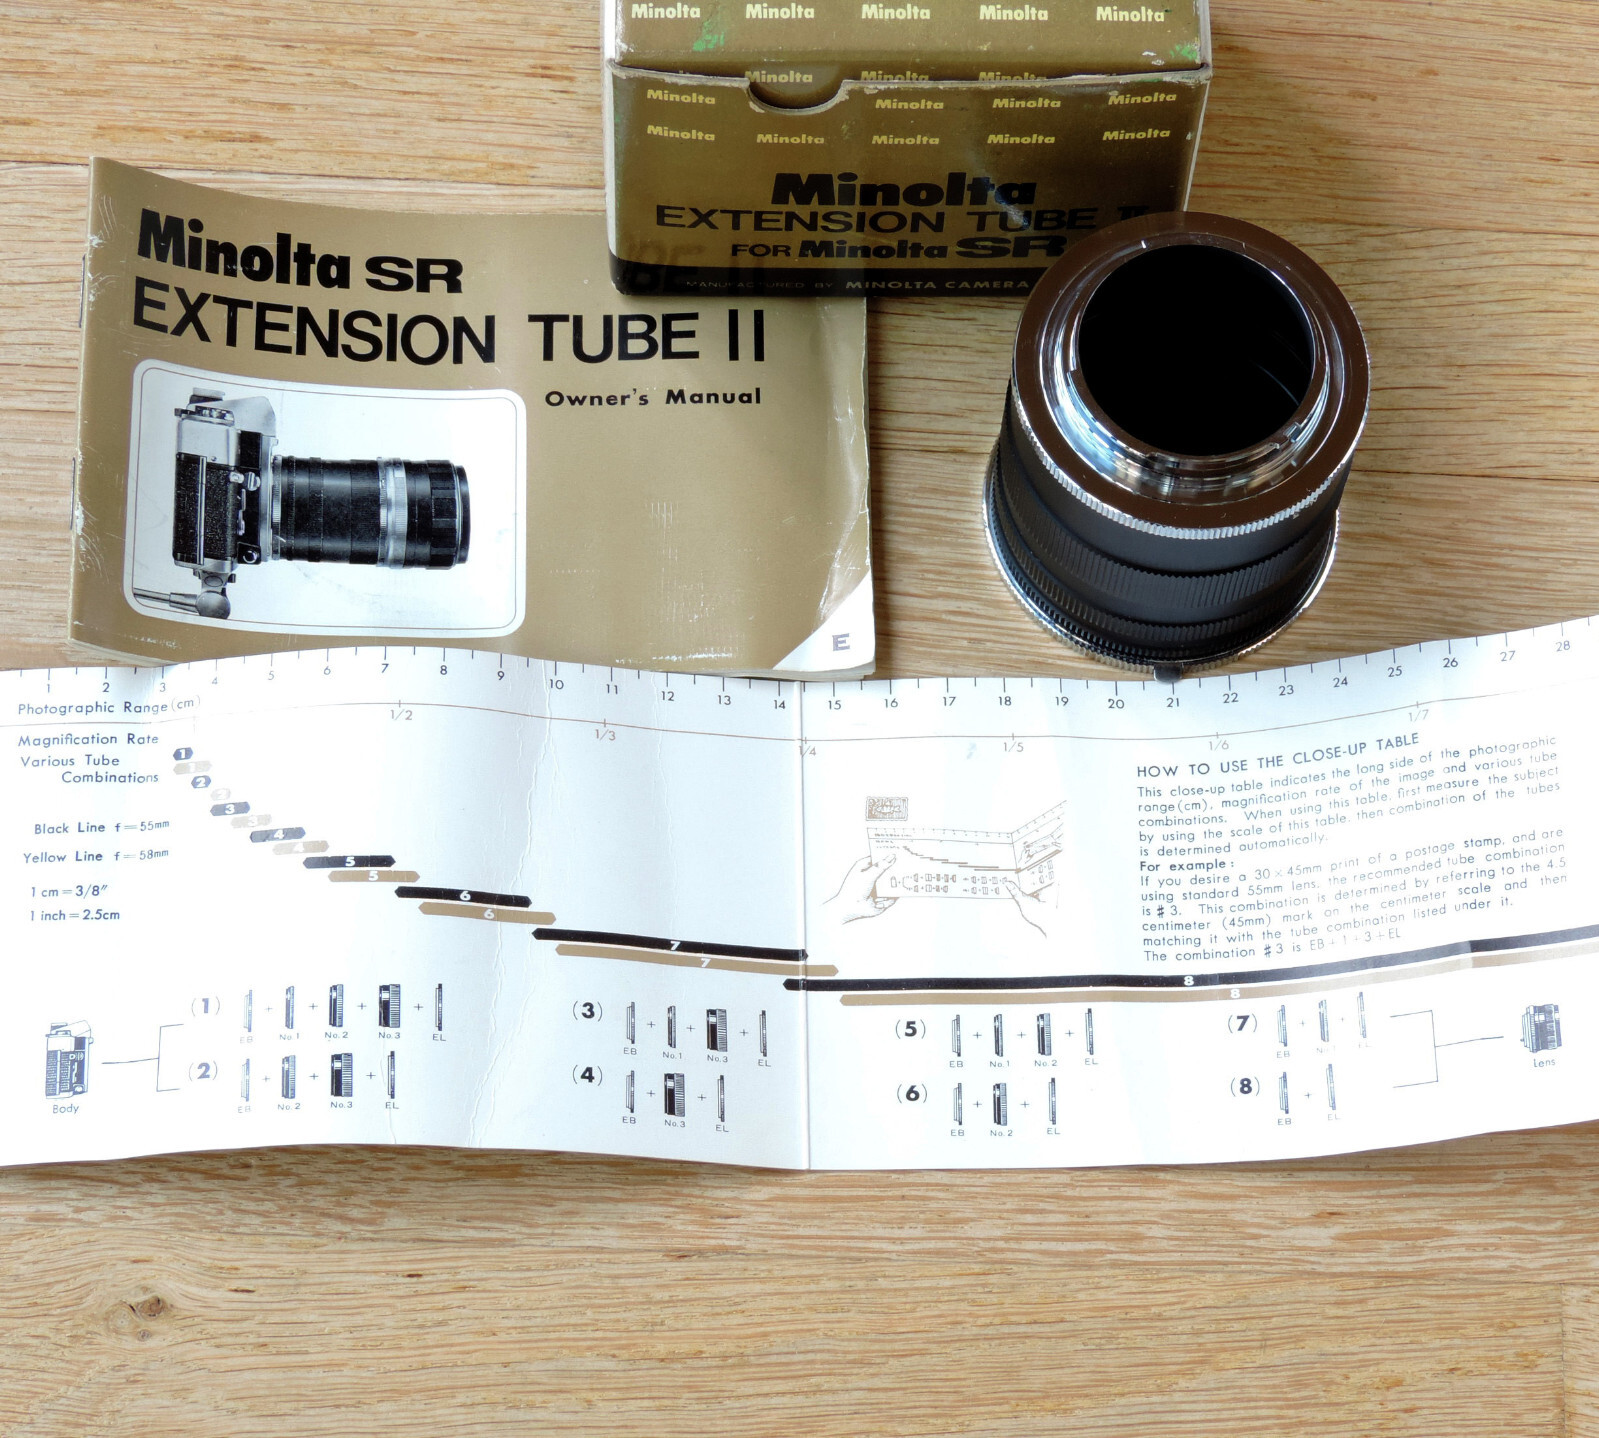 Minolta Minolta Minolta Minolta Minolta
Minolta Minolta Minolta
Minolta Minolta Minolta Minolta
Minolta Minolta Minolta Minolta Minolta
Minolta
EXTENSION TUBE II
FOR Minolta SR
MANUFACTURED BY MINOLTA CAMERA
Minolta SR
EXTENSION TUBE II
Owner's Manual
E
1 2 3 4 5 6 7 8 9 10 11 12 13 14 15 16 17 18 19 20 21 22 23 24 25 26 27 28
Photographic Range (cm)
1/2 1/3 1/4 1/5 1/6 1/7
Magnification Rate
Various Tube
Combinations
1
1
2
2
3
3
4
4
5
5
6
6
7
7
8
8
Black Line f=55mm
Yellow Line f=58mm
1 cm=3/8"
1 inch=2.5cm
HOW TO USE THE CLOSE-UP TABLE
This close-up table indicates the long side of the photographic
range(cm), magnification rate of the image and various tube
combinations. When using this table, first measure the subject
by using the scale of this table, then combination of the tubes
is determined automatically.
For example:
If you desire a 30×45mm print of a postage stamp, and are
using standard 55mm lens, the recommended tube combination
is #3. This combination is determined by referring to the 4.5
centimeter (45mm) mark on the centimeter scale and then
matching it with the tube combination listed under it.
The combination #3 is EB+1+3+EL
Body
(1) EB + No.1 + No.2 + No.3 + EL
(2) EB + No.2 + No.3 + EL
(3) EB + No.1 + No.3 + EL
(4) EB + No.3 + EL
(5) EB + No.1 + No.2 + EL
(6) EB + No.2 + EL
(7) EB + No.1 + EL
(8) EB + EL
Lens